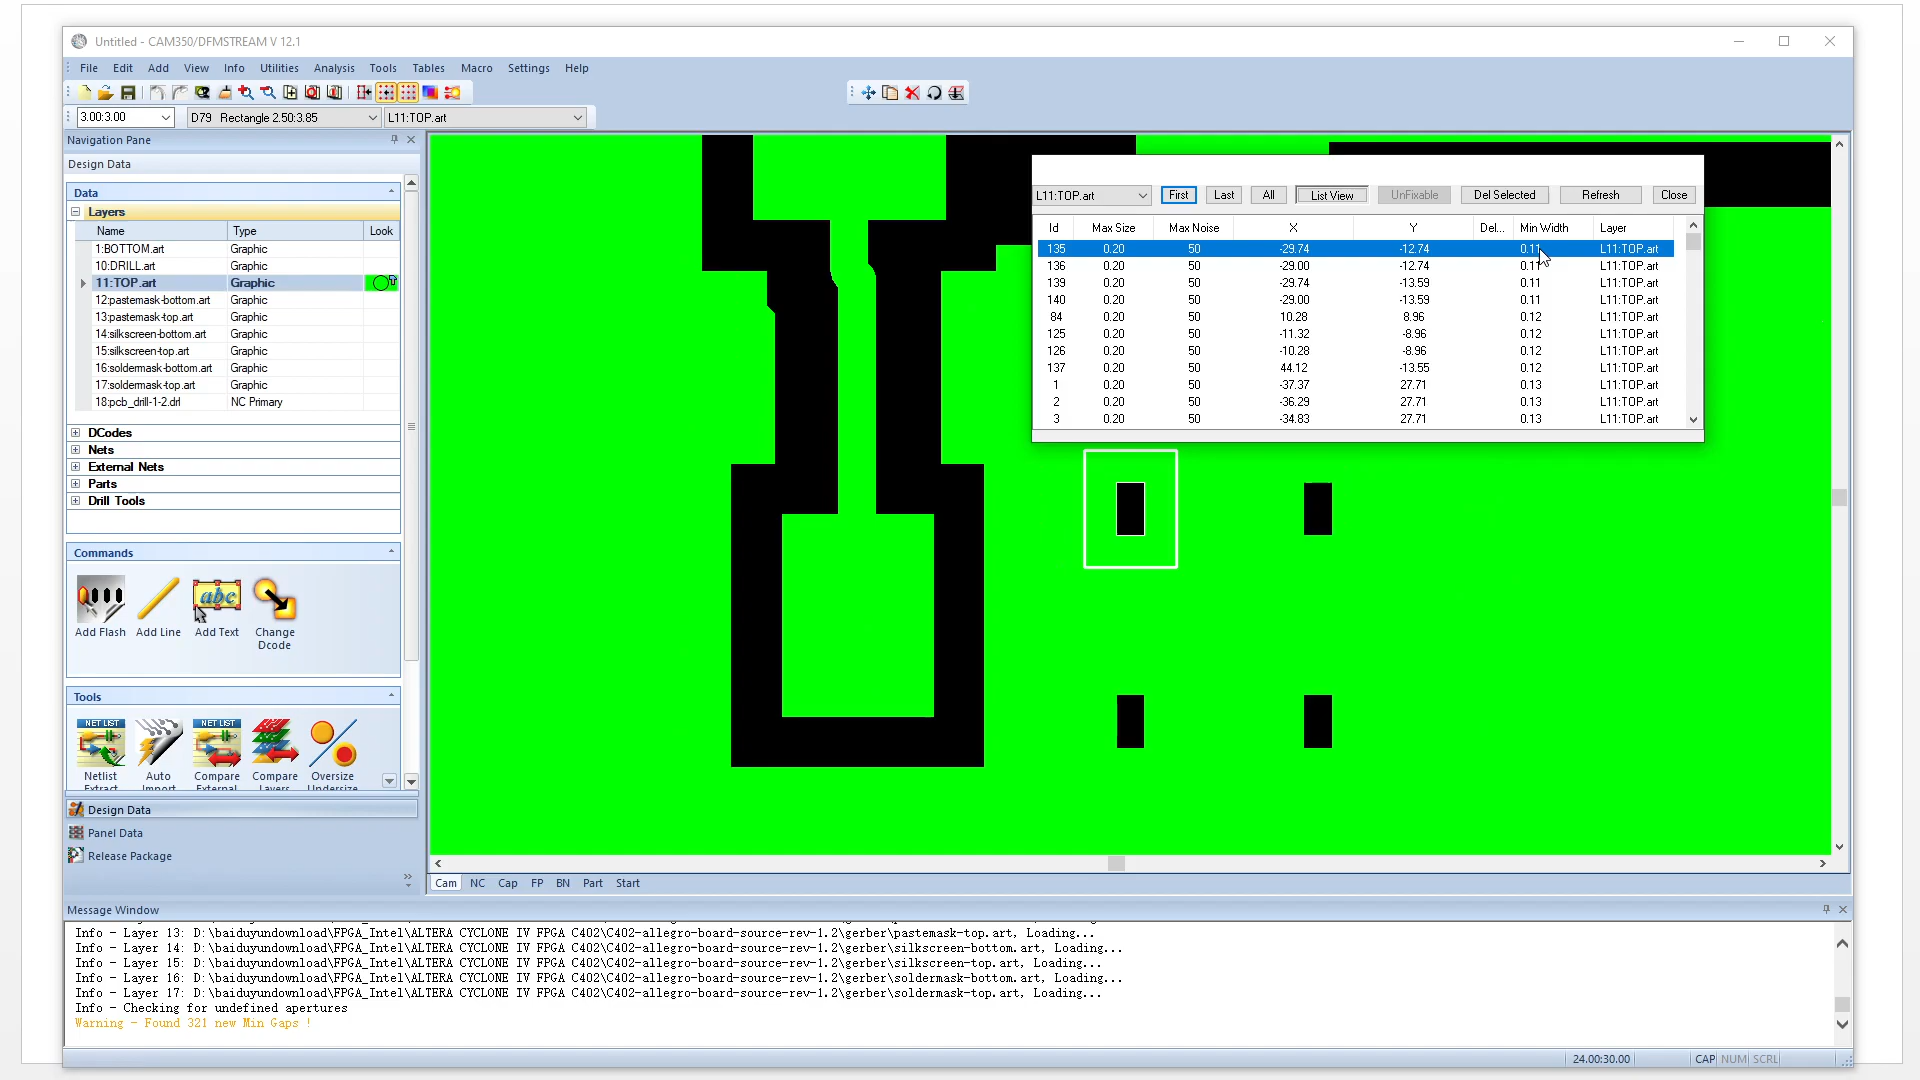 Untitled - CAM350/DFMSTREAM V 12.1
File Edit Add View Info Utilities Analysis Tools Tables Macro Settings Help
3.00:3.00 D79 Rectangle 2.50:3.85 L11:TOP.art
Navigation Pane
Design Data
Data
Layers
Name Type Look
1:BOTTOM.art Graphic
10:DRILL.art Graphic
11:TOP.art Graphic
12:pastemask-bottom.art Graphic
13:pastemask-top.art Graphic
14:silkscreen-bottom.art Graphic
15:silkscreen-top.art Graphic
16:soldermask-bottom.art Graphic
17:soldermask-top.art Graphic
18:pcb_drill-1-2.drl NC Primary
DCodes
Nets
External Nets
Parts
Drill Tools
Commands
abc
Add Flash Add Line Add Text Change
Dcode
Tools
NET LIST NET LIST
Netlist Auto Compare Compare Oversize
Extract Import External Layers Undersize
Design Data
Panel Data
Release Package
L11:TOP.art First Last All List View UnFixable Del Selected Refresh Close
Id Max Size Max Noise X Y Del... Min Width Layer
135 0.20 50 -29.74 -12.74 0.11 L11:TOP.art
136 0.20 50 -29.00 -12.74 0.11 L11:TOP.art
139 0.20 50 -29.74 -13.59 0.11 L11:TOP.art
140 0.20 50 -29.00 -13.59 0.11 L11:TOP.art
84 0.20 50 10.28 8.96 0.12 L11:TOP.art
125 0.20 50 -11.32 -8.96 0.12 L11:TOP.art
126 0.20 50 -10.28 -8.96 0.12 L11:TOP.art
137 0.20 50 44.12 -13.55 0.12 L11:TOP.art
1 0.20 50 -37.37 27.71 0.13 L11:TOP.art
2 0.20 50 -36.29 27.71 0.13 L11:TOP.art
3 0.20 50 -34.83 27.71 0.13 L11:TOP.art
Cam NC Cap FP BN Part Start
Message Window
Info - Layer 13: D:\baiduyundownload\FPGA_Intel\ALTERA CYCLONE IV FPGA C402\C402-allegro-board-source-rev-1.2\gerber\pastemask-top.art, Loading...
Info - Layer 14: D:\baiduyundownload\FPGA_Intel\ALTERA CYCLONE IV FPGA C402\C402-allegro-board-source-rev-1.2\gerber\silkscreen-bottom.art, Loading...
Info - Layer 15: D:\baiduyundownload\FPGA_Intel\ALTERA CYCLONE IV FPGA C402\C402-allegro-board-source-rev-1.2\gerber\silkscreen-top.art, Loading...
Info - Layer 16: D:\baiduyundownload\FPGA_Intel\ALTERA CYCLONE IV FPGA C402\C402-allegro-board-source-rev-1.2\gerber\soldermask-bottom.art, Loading...
Info - Layer 17: D:\baiduyundownload\FPGA_Intel\ALTERA CYCLONE IV FPGA C402\C402-allegro-board-source-rev-1.2\gerber\soldermask-top.art, Loading...
Info - Checking for undefined apertures
Warning - Found 321 new Min Gaps !
24.00:30.00 CAP NUM SCRL